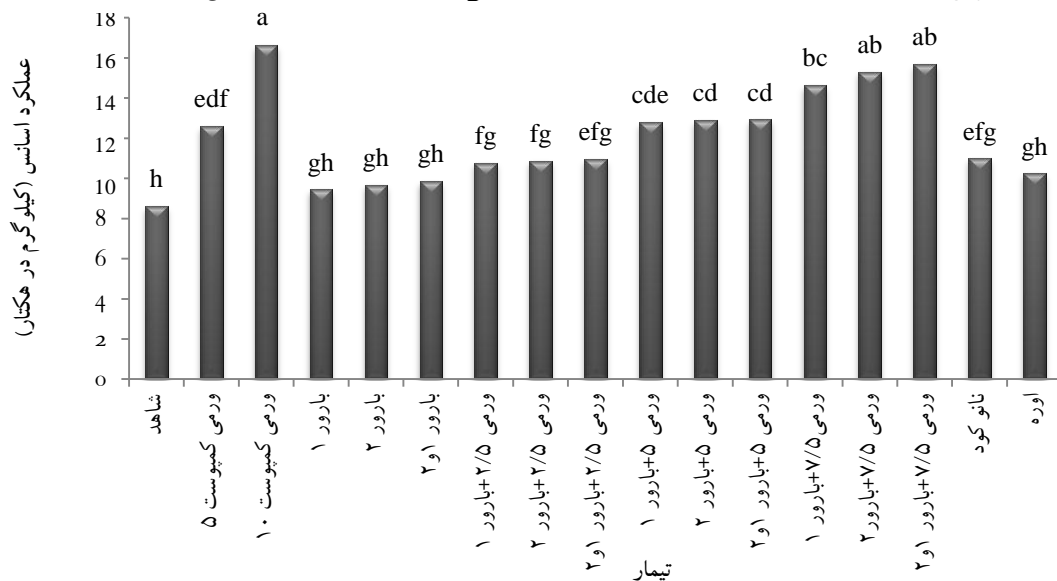 عملکرد اسانس (کیلوگرم در هکتار)
18
16
14
12
10
8
6
4
2
0
h
edf
a
gh
gh
gh
fg
fg
efg
cde
cd
cd
bc
ab
ab
efg
gh
شاهد
ورمی کمپوست ۵
ورمی کمپوست ۱۰
بارور ۱
بارور ۲
بارور ۱و۲
ورمی ۲/۵+بارور ۱
ورمی ۲/۵+بارور ۲
ورمی ۲/۵+بارور ۱و۲
ورمی ۵+بارور ۱
ورمی ۵+بارور ۲
ورمی ۵+بارور ۱و۲
ورمی۷/۵+بارور ۱
ورمی ۷/۵+بارور۲
ورمی ۷/۵+بارور ۱و۲
نانو کود
اوره
تیمار